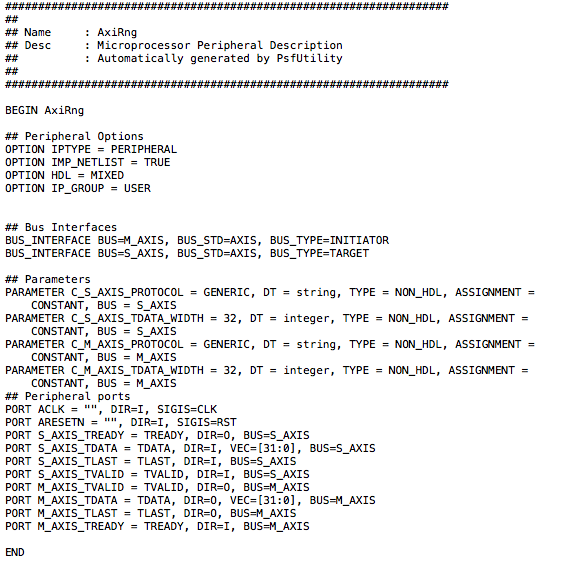 ###################################################################
##
## Name     : AxiRng
## Desc     : Microprocessor Peripheral Description
##          : Automatically generated by PsfUtility
##
###################################################################
BEGIN AxiRng
## Peripheral Options
OPTION IPTYPE = PERIPHERAL
OPTION IMP_NETLIST = TRUE
OPTION HDL = MIXED
OPTION IP_GROUP = USER
## Bus Interfaces
BUS_INTERFACE BUS=M_AXIS, BUS_STD=AXIS, BUS_TYPE=INITIATOR
BUS_INTERFACE BUS=S_AXIS, BUS_STD=AXIS, BUS_TYPE=TARGET
## Parameters
PARAMETER C_S_AXIS_PROTOCOL = GENERIC, DT = string, TYPE = NON_HDL, ASSIGNMENT =
CONSTANT, BUS = S_AXIS
PARAMETER C_S_AXIS_TDATA_WIDTH = 32, DT = integer, TYPE = NON_HDL, ASSIGNMENT =
CONSTANT, BUS = S_AXIS
PARAMETER C_M_AXIS_PROTOCOL = GENERIC, DT = string, TYPE = NON_HDL, ASSIGNMENT =
CONSTANT, BUS = M_AXIS
PARAMETER C_M_AXIS_TDATA_WIDTH = 32, DT = integer, TYPE = NON_HDL, ASSIGNMENT =
CONSTANT, BUS = M_AXIS
## Peripheral ports
PORT ACLK = "", DIR=I, SIGIS=CLK
PORT ARESETN = "", DIR=I, SIGIS=RST
PORT S_AXIS_TREADY = TREADY, DIR=O, BUS=S_AXIS
PORT S_AXIS_TDATA = TDATA, DIR=I, VEC=[31:0], BUS=S_AXIS
PORT S_AXIS_TLAST = TLAST, DIR=I, BUS=S_AXIS
PORT S_AXIS_TVALID = TVALID, DIR=I, BUS=S_AXIS
PORT M_AXIS_TVALID = TVALID, DIR=O, BUS=M_AXIS
PORT M_AXIS_TDATA = TDATA, DIR=O, VEC=[31:0], BUS=M_AXIS
PORT M_AXIS_TLAST = TLAST, DIR=O, BUS=M_AXIS
PORT M_AXIS_TREADY = TREADY, DIR=I, BUS=M_AXIS
END